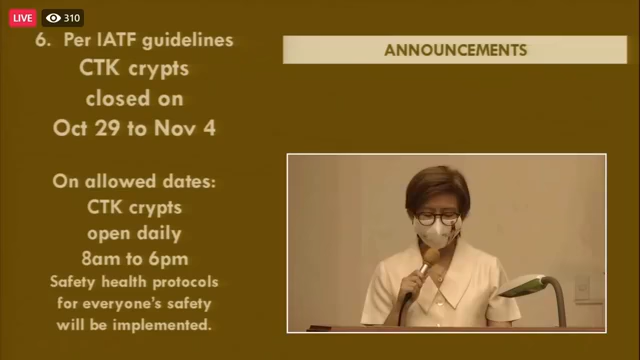 LIVE 310
6. Per IATF guidelines
CTK crypts
closed on
Oct 29 to Nov 4
On allowed dates:
CTK crypts
open daily
8am to 6pm
Safety health protocols
for everyone's safety
will be implemented.
ANNOUNCEMENTS